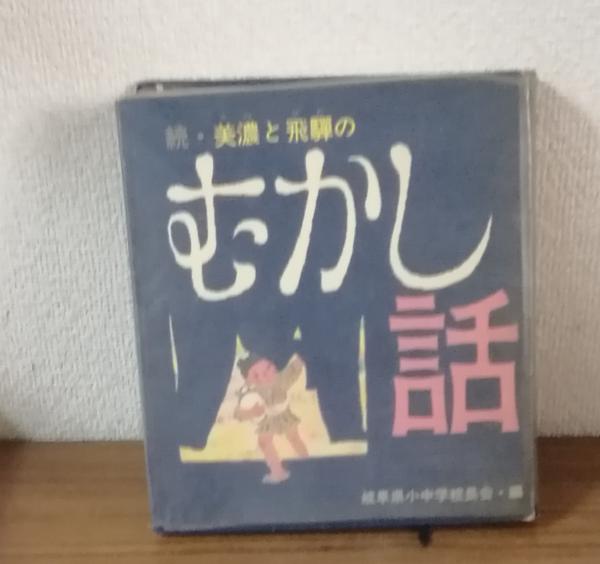 続・美濃と飛騨の
むかし
話
岐阜県小中学校長会・編